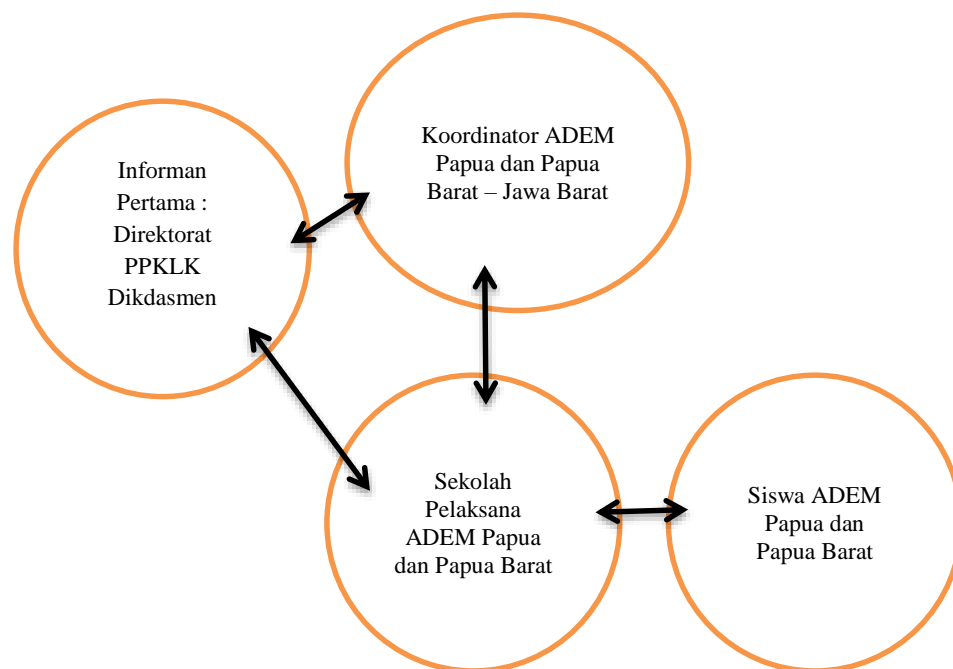 Informan
Pertama :
Direktorat
PPKLK
Dikdasmen
Koordinator ADEM
Papua dan Papua
Barat – Jawa Barat
Sekolah
Pelaksana
ADEM Papua
dan Papua Barat
Siswa ADEM
Papua dan
Papua Barat